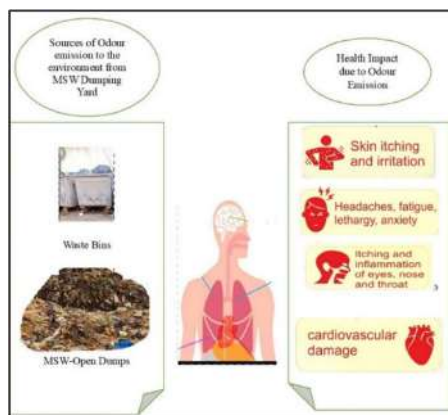 Sources of Odour
emission to the
environment from
MSW Dumping
Yard
Waste Bins
MSW-Open Dumps
Health Impact
due to Odour
Emission
Skin itching
and irritation
Headaches, fatigue,
lethargy, anxiety
Itching and
inflammation
of eyes, nose
and throat
,
cardiovascular
damage